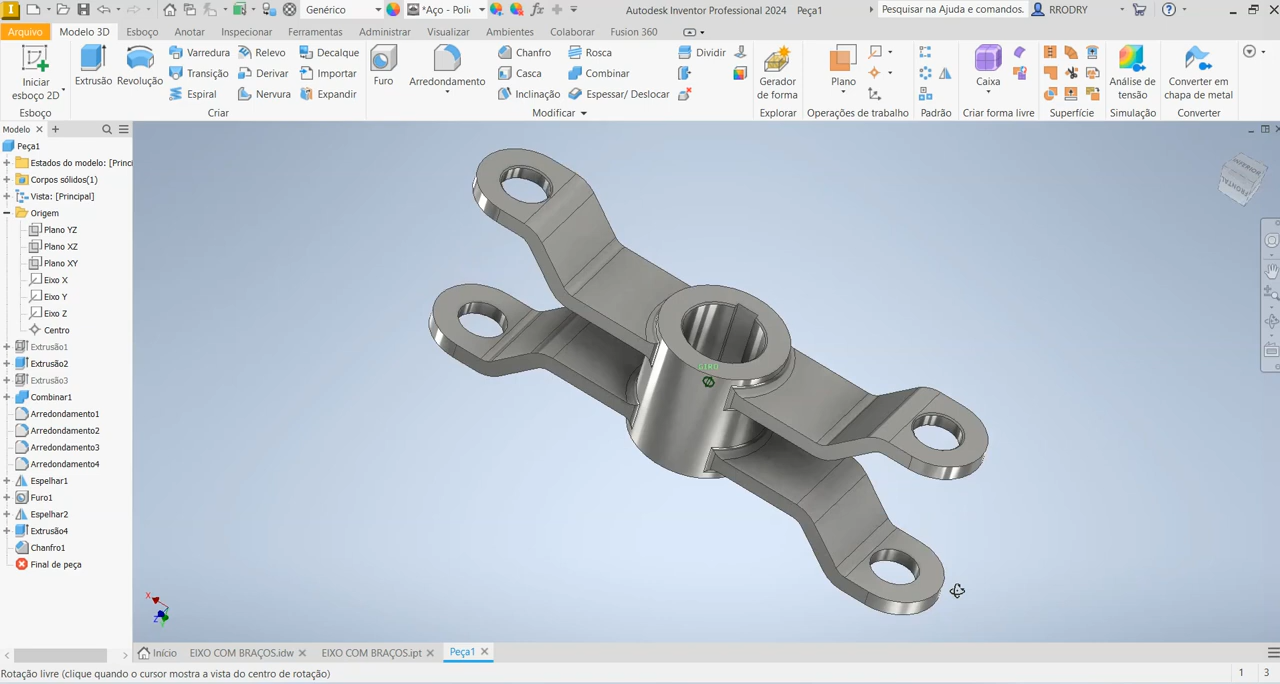 Genérico
*Aço - Poli
Autodesk Inventor Professional 2024
Peça1
Pesquisar na Ajuda e comandos.
RRODRY
Arquivo
Modelo 3D
Esboço
Anotar
Inspecionar
Ferramentas
Administrar
Visualizar
Ambientes
Colaborar
Fusion 360
Iniciar
esboço 2D
Esboço
Extrusão
Revolução
Varredura
Transição
Espiral
Relevo
Derivar
Nervura
Decalque
Importar
Expandir
Criar
Furo
Arredondamento
Chanfro
Casca
Inclinação
Rosca
Combinar
Espessar/ Deslocar
Dividir
Modificar
Gerador
de forma
Explorar
Plano
Operações de trabalho
Padrão
Caixa
Criar forma livre
Superfície
Análise de
tensão
Simulação
Converter em
chapa de metal
Converter
Modelo
Peça1
Estados do modelo: [Princi
Corpos sólidos(1)
Vista: [Principal]
Origem
Plano YZ
Plano XZ
Plano XY
Eixo X
Eixo Y
Eixo Z
Centro
Extrusão1
Extrusão2
Extrusão3
Combinar1
Arredondamento1
Arredondamento2
Arredondamento3
Arredondamento4
Espelhar1
Furo1
Espelhar2
Extrusão4
Chanfro1
Final de peça
FRONTAL
X
Z
Início
EIXO COM BRAÇOS.idw
EIXO COM BRAÇOS.ipt
Peça1
Rotação livre (clique quando o cursor mostra a vista do centro de rotação)
1
3